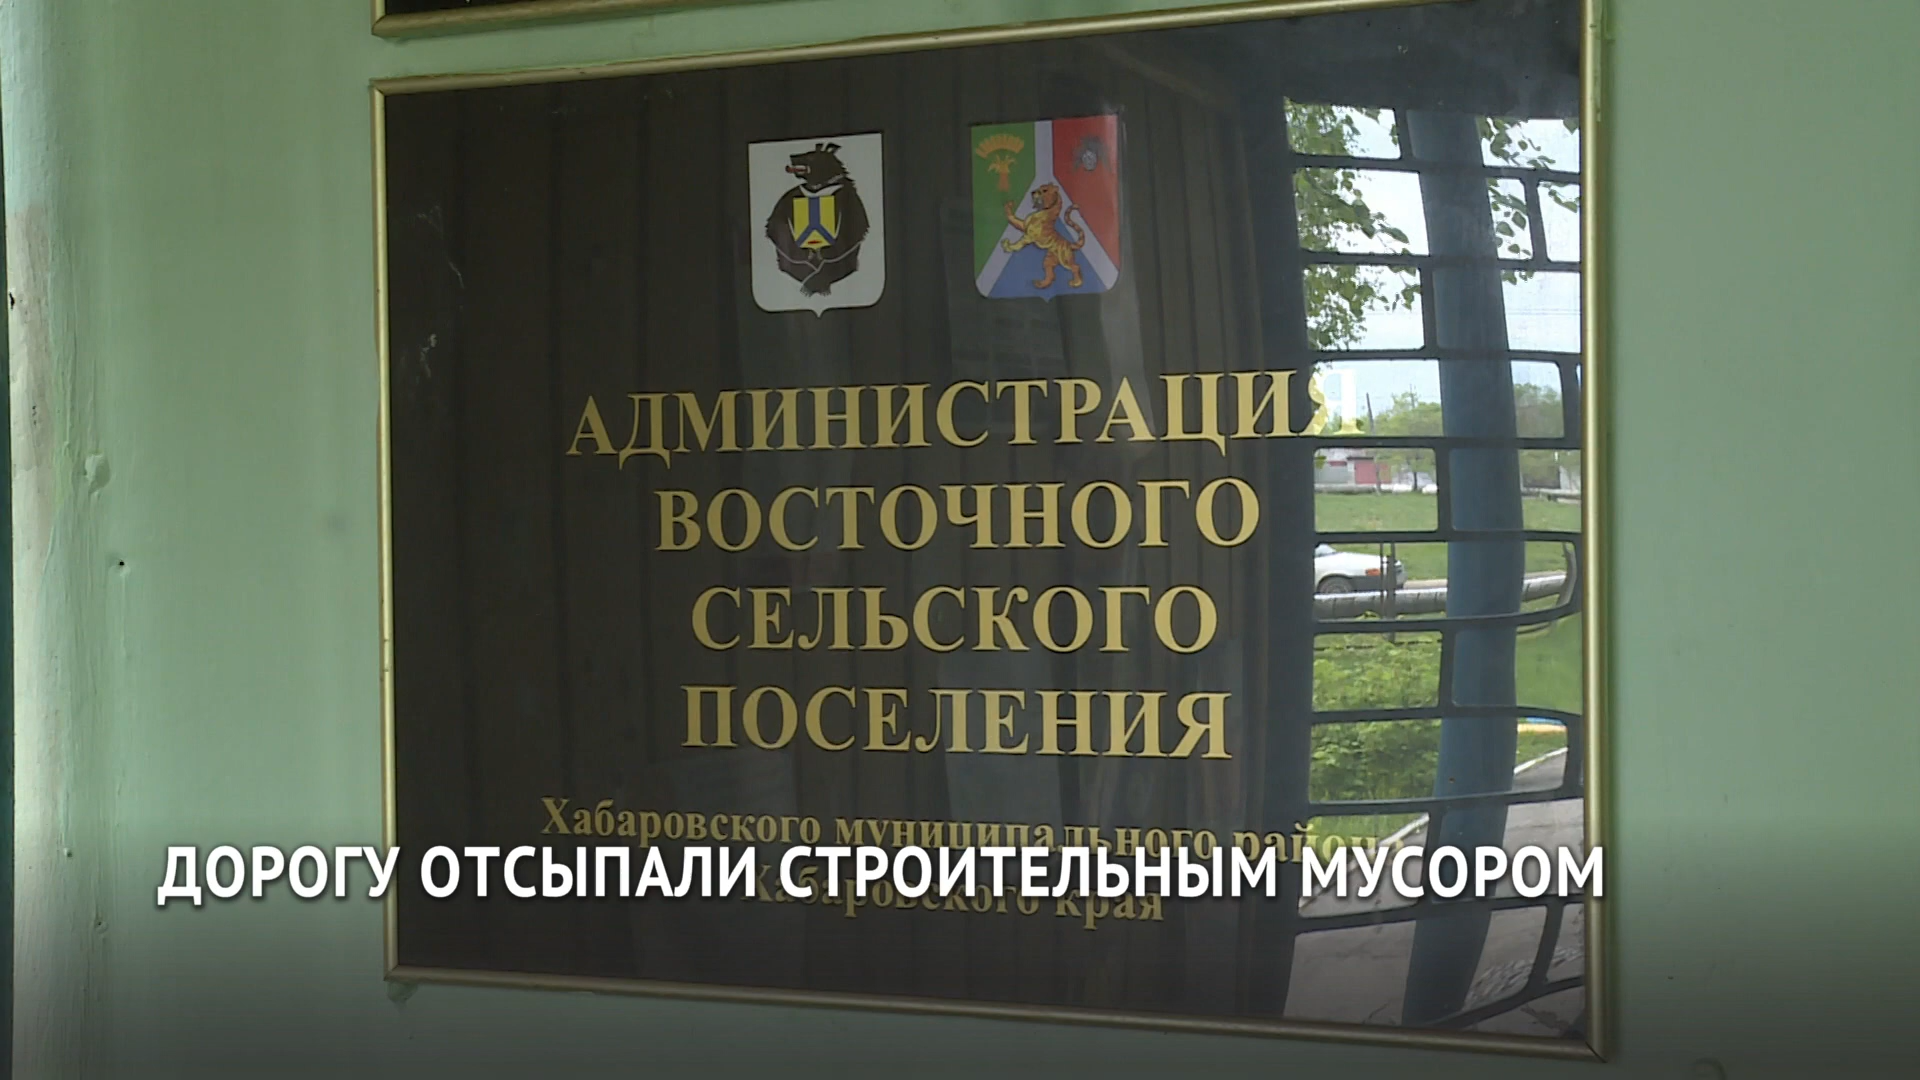 АДМИНИСТРАЦИЯ
ВОСТОЧНОГО
СЕЛЬСКОГО
ПОСЕЛЕНИЯ
Хабаровского муниципального района
ДОРОГУ ОТСЫПАЛИ СТРОИТЕЛЬНЫМ МУСОРОМ
Хабаровского края